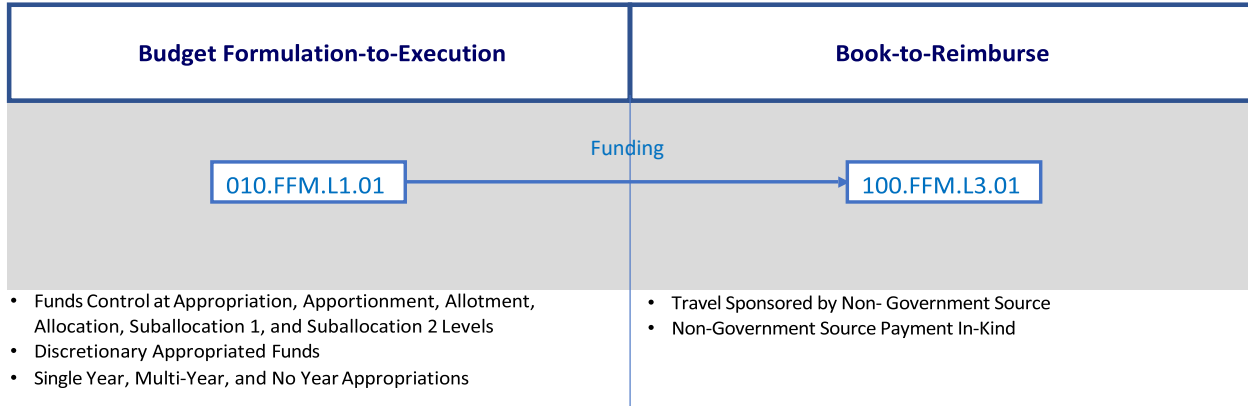 Budget Formulation-to-Execution
Book-to-Reimburse
Funding
010.FFM.L1.01
100.FFM.L3.01
• Funds Control at Appropriation, Apportionment, Allotment,
Allocation, Suballocation 1, and Suballocation 2 Levels
• Discretionary Appropriated Funds
• Single Year, Multi-Year, and No Year Appropriations
• Travel Sponsored by Non- Government Source
• Non-Government Source Payment In-Kind